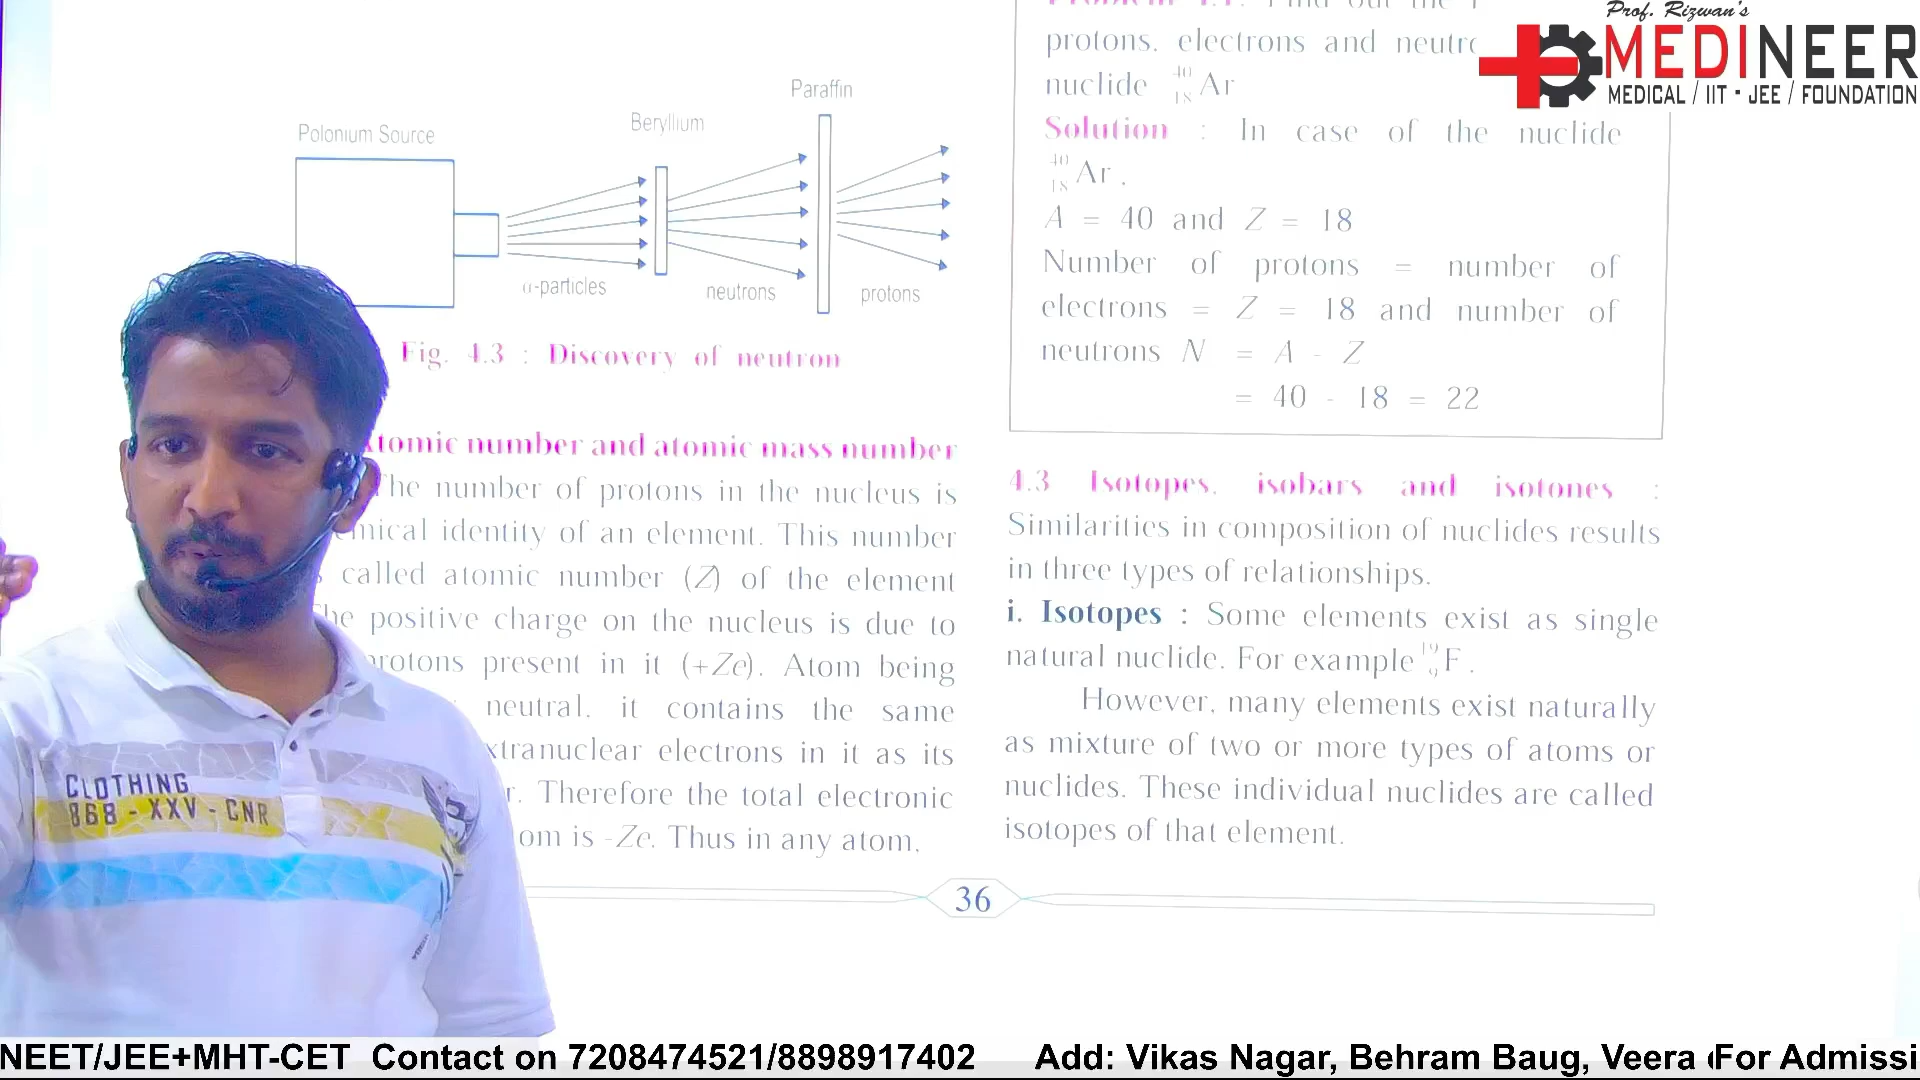 Prof. Rizwan's
MEDINEER
MEDICAL / IIT - JEE / FOUNDATION
Polonium Source
Beryllium
Paraffin
α-particles
neutrons
protons
Fig. 4.3 : Discovery of neutron
tomic number and atomic mass number
The number of protons in the nucleus is
mical identity of an element. This number
called atomic number (Z) of the element
he positive charge on the nucleus is due to
protons present in it (+Ze). Atom being
neutral, it contains the same
xtranuclear electrons in it as its
r. Therefore the total electronic
om is -Ze. Thus in any atom,
protons, electrons and neutro
nuclide ⁴⁰₁₈Ar
Solution : In case of the nuclide
⁴⁰₁₈Ar,
A = 40 and Z = 18
Number of protons = number of
electrons = Z = 18 and number of
neutrons N = A - Z
= 40 - 18 = 22
4.3 Isotopes, isobars and isotones :
Similarities in composition of nuclides results
in three types of relationships.
i. Isotopes : Some elements exist as single
natural nuclide. For example ¹⁹₉F.
However, many elements exist naturally
as mixture of two or more types of atoms or
nuclides. These individual nuclides are called
isotopes of that element.
36
CLOTHING
868 - XXV - CNR
NEET/JEE+MHT-CET Contact on 7208474521/8898917402 Add: Vikas Nagar, Behram Baug, Veera For Admissi